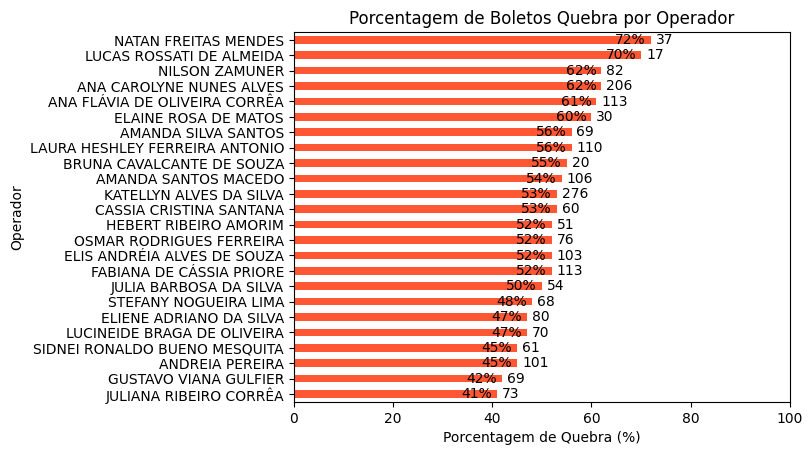 Porcentagem de Boletos Quebra por Operador
NATAN FREITAS MENDES 72% 37
LUCAS ROSSATI DE ALMEIDA 70% 17
NILSON ZAMUNER 62% 82
ANA CAROLYNE NUNES ALVES 62% 206
ANA FLÁVIA DE OLIVEIRA CORRÊA 61% 113
ELAINE ROSA DE MATOS 60% 30
AMANDA SILVA SANTOS 56% 69
LAURA HESHLEY FERREIRA ANTONIO 56% 110
BRUNA CAVALCANTE DE SOUZA 55% 20
AMANDA SANTOS MACEDO 54% 106
KATELLYN ALVES DA SILVA 53% 276
CASSIA CRISTINA SANTANA 53% 60
HEBERT RIBEIRO AMORIM 52% 51
OSMAR RODRIGUES FERREIRA 52% 76
ELIS ANDRÉIA ALVES DE SOUZA 52% 103
FABIANA DE CÁSSIA PRIORE 52% 113
JULIA BARBOSA DA SILVA 50% 54
STEFANY NOGUEIRA LIMA 48% 68
ELIENE ADRIANO DA SILVA 47% 80
LUCINEIDE BRAGA DE OLIVEIRA 47% 70
SIDNEI RONALDO BUENO MESQUITA 45% 61
ANDREIA PEREIRA 45% 101
GUSTAVO VIANA GULFIER 42% 69
JULIANA RIBEIRO CORRÊA 41% 73
Operador
0 20 40 60 80 100
Porcentagem de Quebra (%)